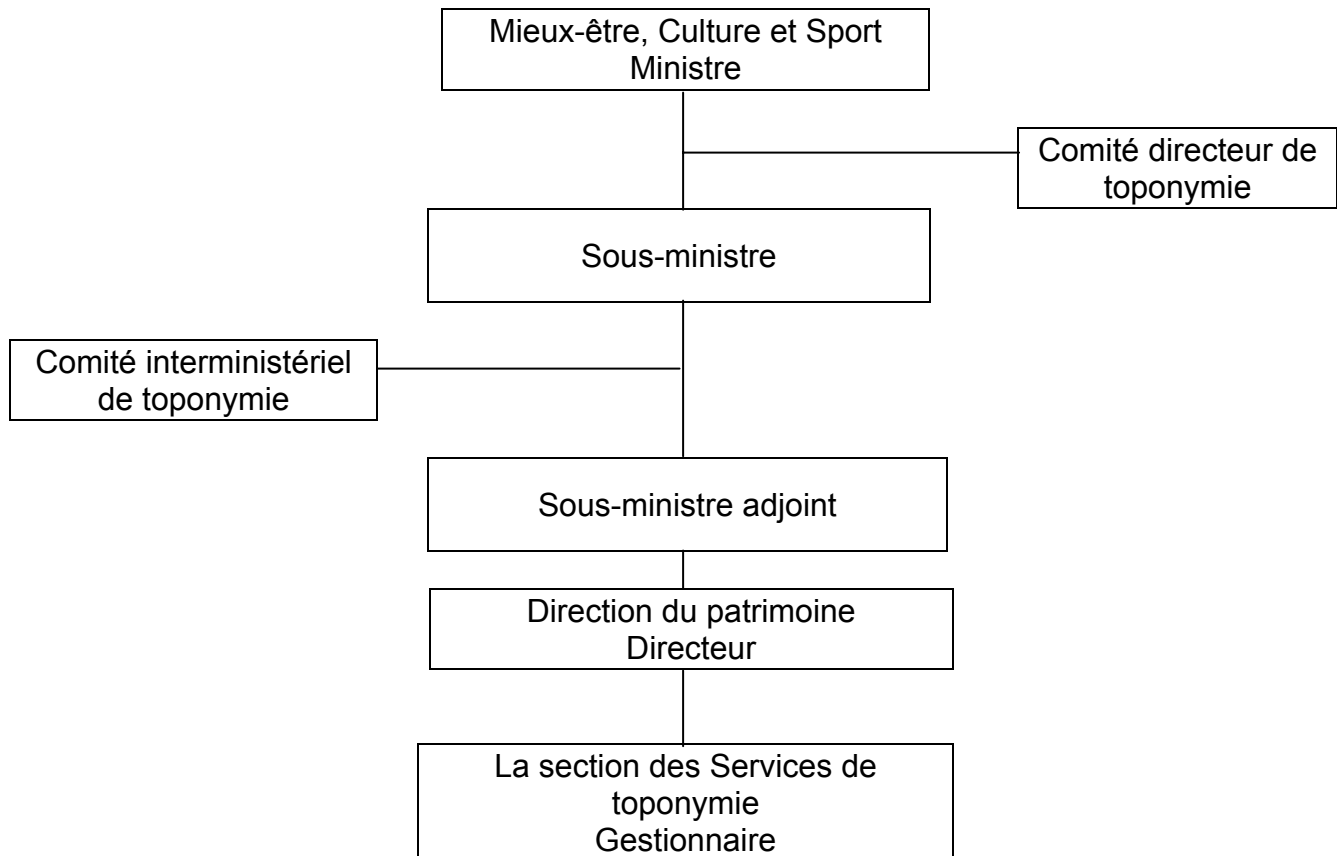 Mieux-être, Culture et Sport
Ministre
Comité directeur de
toponymie
Sous-ministre
Comité interministériel
de toponymie
Sous-ministre adjoint
Direction du patrimoine
Directeur
La section des Services de
toponymie
Gestionnaire